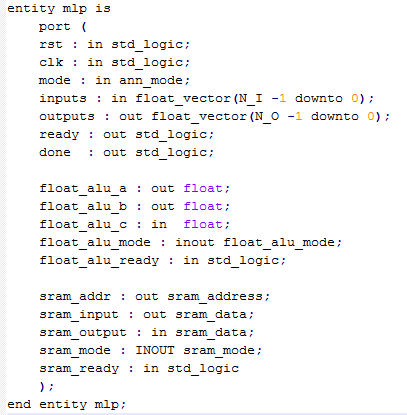 entity mlp is
port (
rst : in std_logic;
clk : in std_logic;
mode : in ann_mode;
inputs : in float_vector(N_I -1 downto 0);
outputs : out float_vector(N_O -1 downto 0);
ready : out std_logic;
done  : out std_logic;
float_alu_a : out float;
float_alu_b : out float;
float_alu_c : in  float;
float_alu_mode : inout float_alu_mode;
float_alu_ready : in std_logic;
sram_addr : out sram_address;
sram_input : out sram_data;
sram_output : in sram_data;
sram_mode : INOUT sram_mode;
sram_ready : in std_logic
);
end entity mlp;